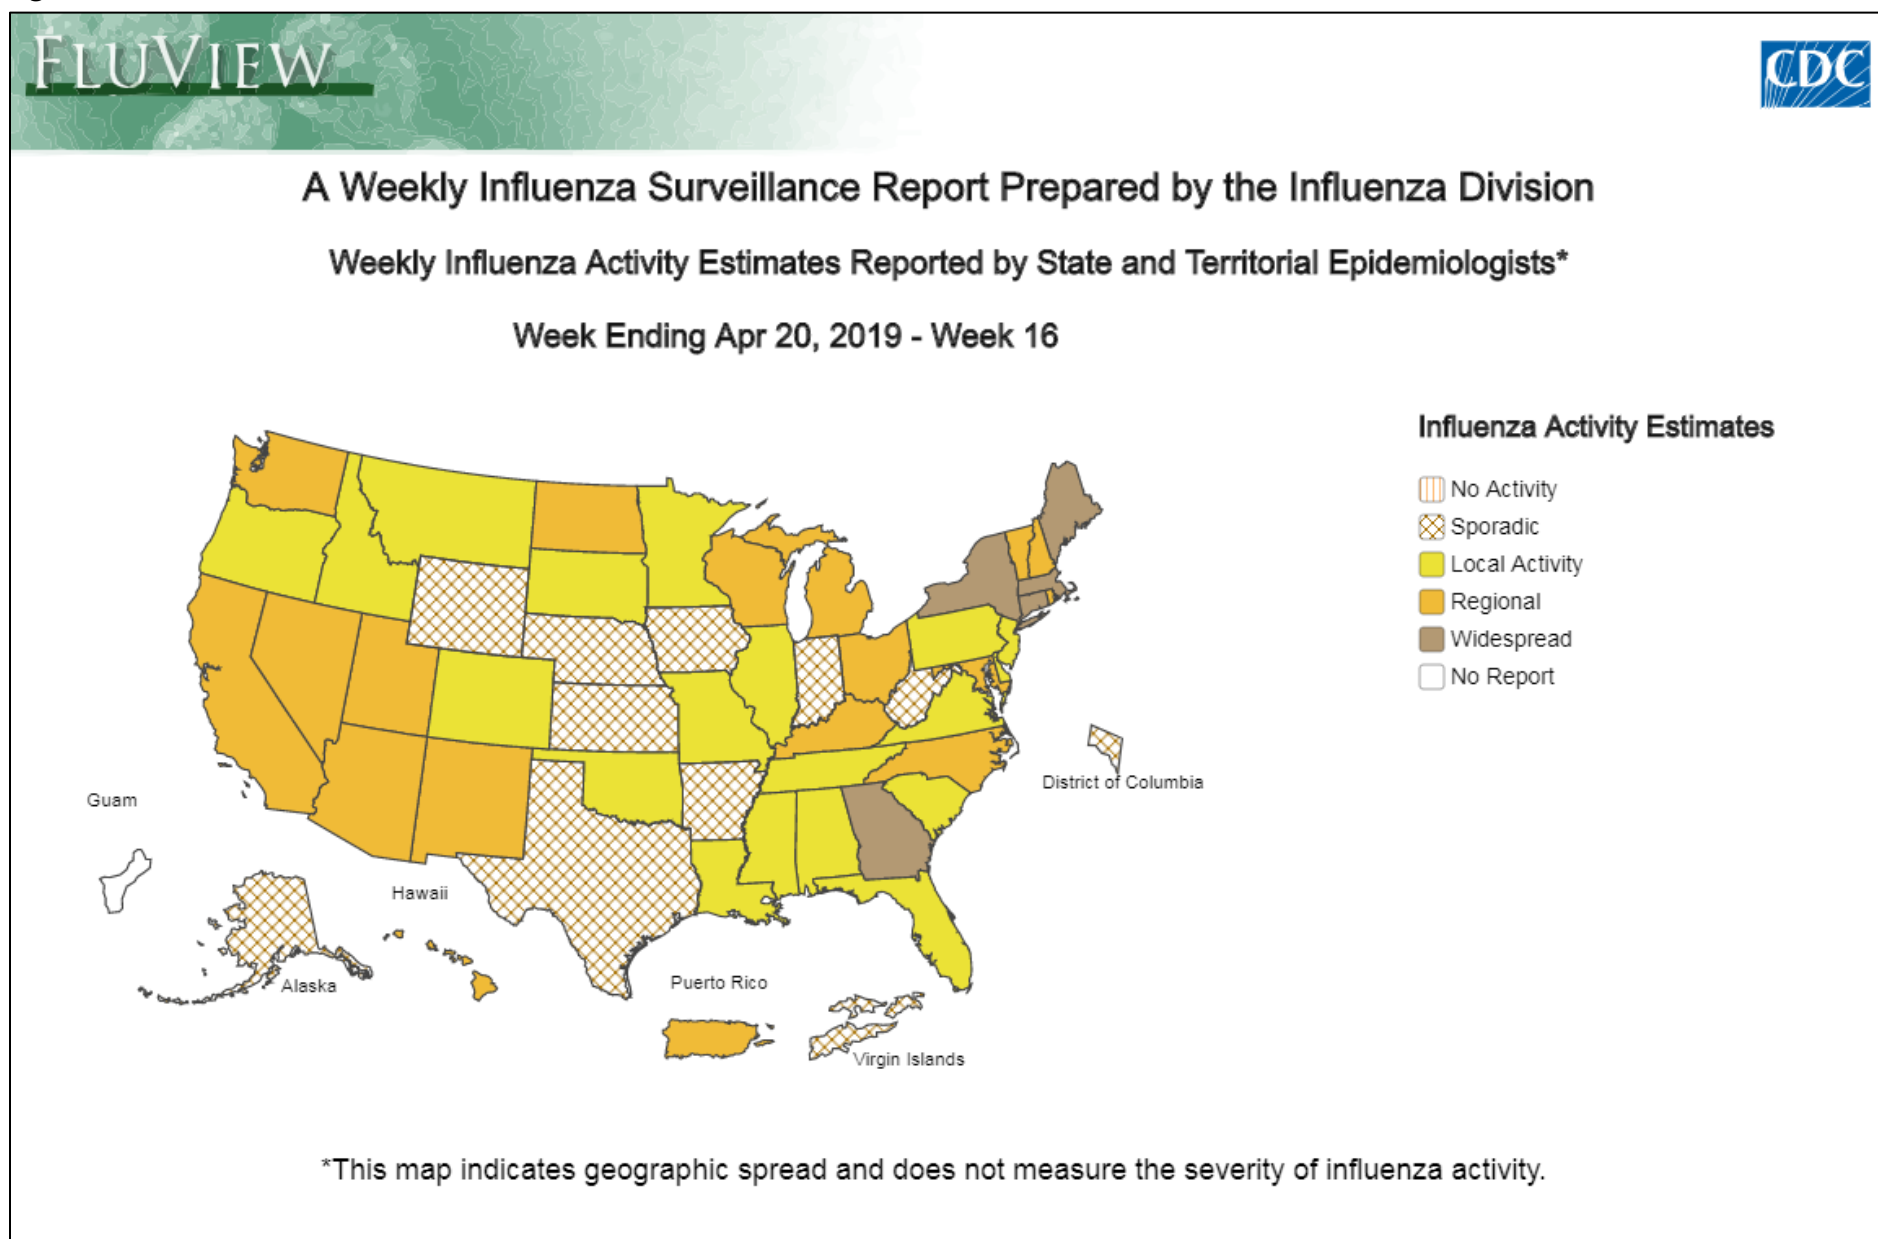 FLUVIEW
CDC
A Weekly Influenza Surveillance Report Prepared by the Influenza Division
Weekly Influenza Activity Estimates Reported by State and Territorial Epidemiologists*
Week Ending Apr 20, 2019 - Week 16
Influenza Activity Estimates
No Activity
Sporadic
Local Activity
Regional
Widespread
No Report
District of Columbia
Guam
Hawaii
Alaska
Puerto Rico
Virgin Islands
*This map indicates geographic spread and does not measure the severity of influenza activity.